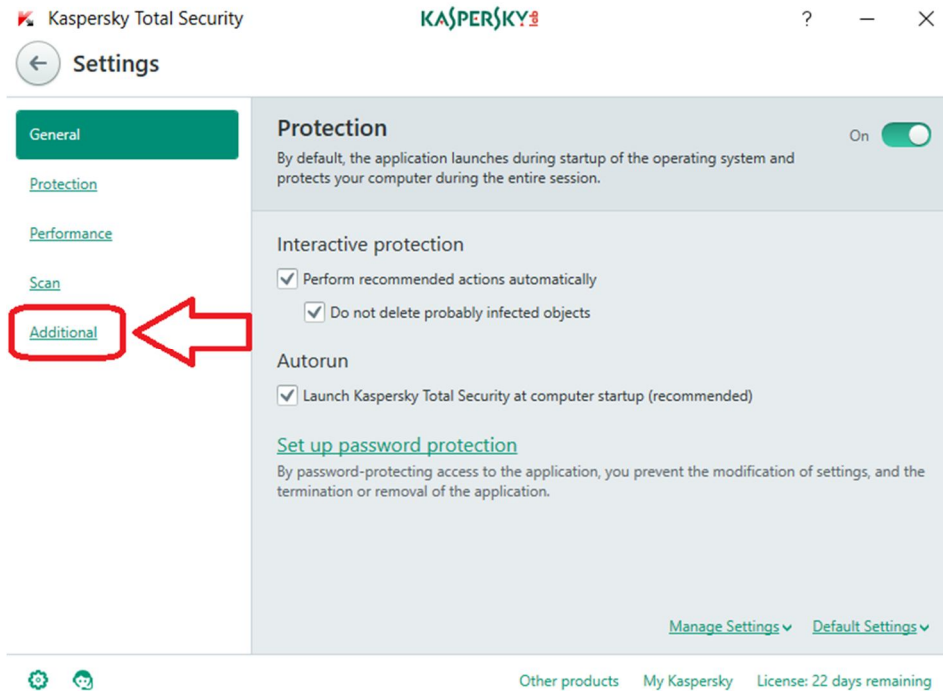 Kaspersky Total Security
KASPERSKY lab
?
Settings
General
Protection
Performance
Scan
Additional
Protection
On
By default, the application launches during startup of the operating system and
protects your computer during the entire session.
Interactive protection
Perform recommended actions automatically
Do not delete probably infected objects
Autorun
Launch Kaspersky Total Security at computer startup (recommended)
Set up password protection
By password-protecting access to the application, you prevent the modification of settings, and the
termination or removal of the application.
Manage Settings
Default Settings
Other products
My Kaspersky
License: 22 days remaining